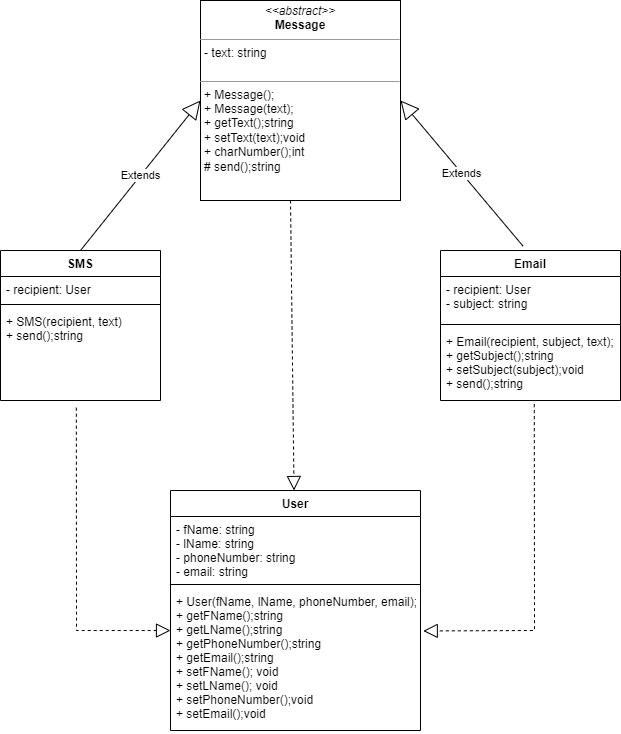 <<abstract>>
Message
- text: string
+ Message();
+ Message(text);
+ getText();string
+ setText(text);void
+ charNumber();int
# send();string
Extends
Extends
SMS
- recipient: User
+ SMS(recipient, text)
+ send();string
Email
- recipient: User
- subject: string
+ Email(recipient, subject, text);
+ getSubject();string
+ setSubject(subject);void
+ send();string
User
- fName: string
- lName: string
- phoneNumber: string
- email: string
+ User(fName, lName, phoneNumber, email);
+ getFName();string
+ getLName();string
+ getPhoneNumber();string
+ getEmail();string
+ setFName(); void
+ setLName(); void
+ setPhoneNumber();void
+ setEmail();void